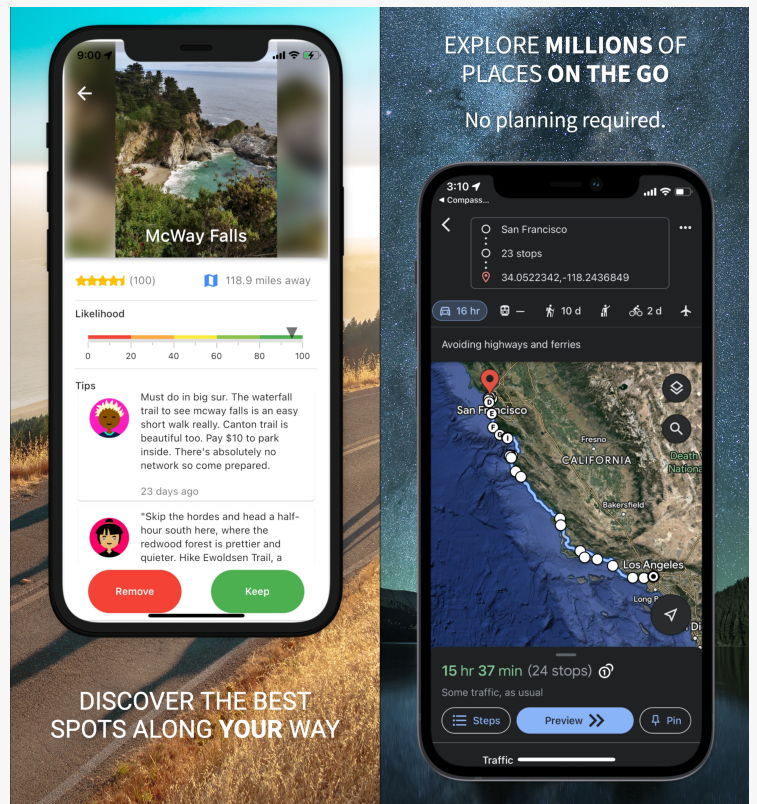 9:00
McWay Falls
(100)
118.9 miles away
Likelihood
0 20 40 60 80 100
Tips
Must do in big sur. The waterfall
trail to see mcway falls is an easy
short walk really. Canton trail is
beautiful too. Pay $10 to park
inside. There's absolutely no
network so come prepared.
23 days ago
"Skip the hordes and head a half-
hour south here, where the
redwood forest is prettier and
quieter. Hike Ewoldsen Trail, a
Remove
Keep
DISCOVER THE BEST
SPOTS ALONG YOUR WAY
EXPLORE MILLIONS OF
PLACES ON THE GO
No planning required.
3:10
Compass...
San Francisco
23 stops
34.0522342,-118.2436849
16 hr
—
10 d
2 d
Avoiding highways and ferries
San Francisco
D
E
F
G
I
Fresno
CALIFORNIA
Death
Nationa
Bakersfield
Los Angeles
Long
Di
15 hr 37 min (24 stops)
Some traffic, as usual
Steps
Preview
Pin
Traffic